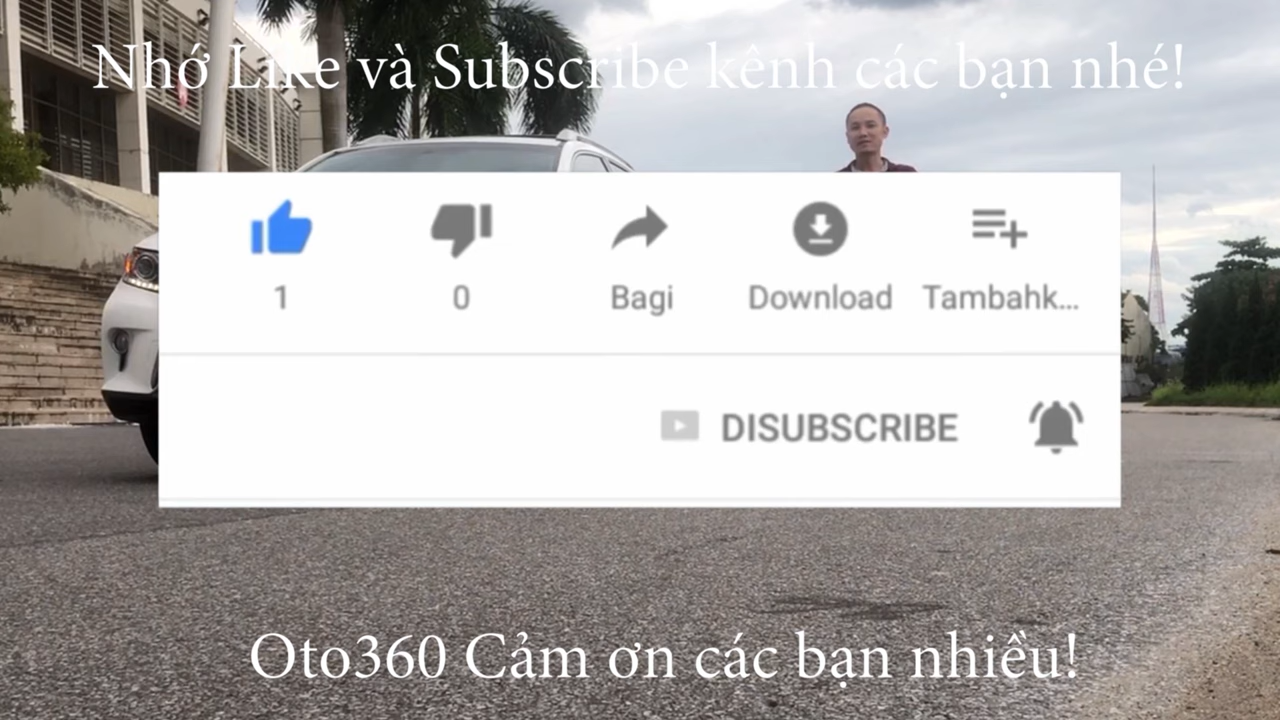 Nhớ Like và Subscribe kênh các bạn nhé!
1 0 Bagi Download Tambahk...
DISUBSCRIBE
Oto360 Cảm ơn các bạn nhiều!